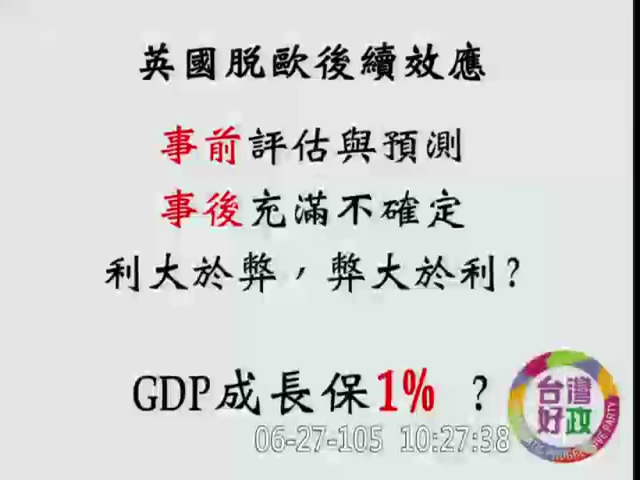 英國脫歐後續效應
事前評估與預測
事後充滿不確定
利大於弊，弊大於利?
GDP成長保1% ?
台灣
好政
06-27-105 10:27:38